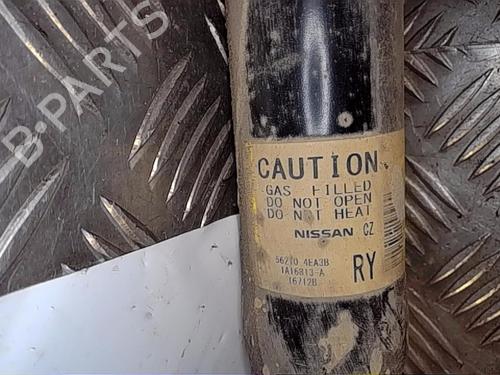 B-PARTS
CAUTION
GAS FILLED
DO NOT OPEN
DO NOT HEAT
NISSAN CZ
56210 4EA3B
1A16813-A
16712B
RY